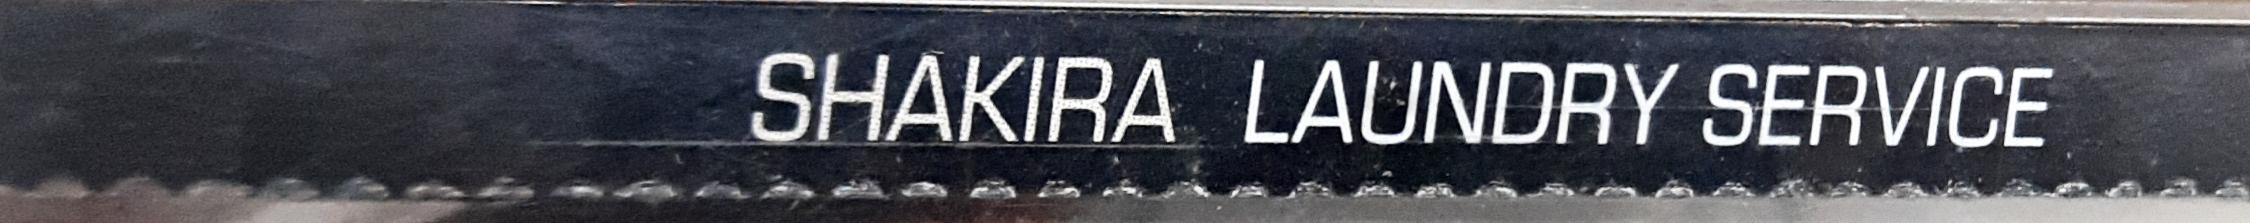 SHAKIRA LAUNDRY SERVICE